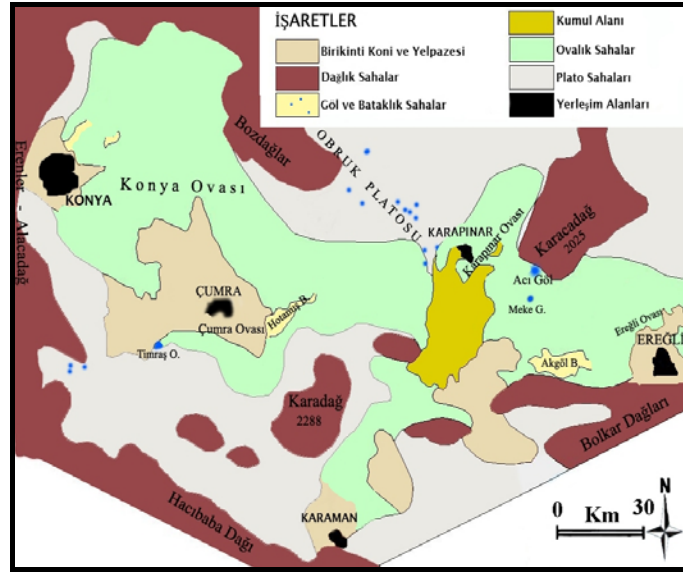 İŞARETLER
Birikinti Koni ve Yelpazesi
Dağlık Sahalar
Göl ve Bataklık Sahalar
Kumul Alanı
Ovalık Sahalar
Plato Sahaları
Yerleşim Alanları
Erenler - Alacadağ
KONYA
Konya Ovası
Bozdağlar
OBRUK PLATOSU
KARAPINAR
Karapınar Ovası
Karacadağ
2025
Acı Göl
Meke G.
ÇUMRA
Çumra Ovası
Hotamış B.
Timraş O.
Ereğli Ovası
EREĞLİ
Akgöl B.
Karadağ
2288
Bolkar Dağları
Hacıbaba Dağı
KARAMAN
0 Km 30
N